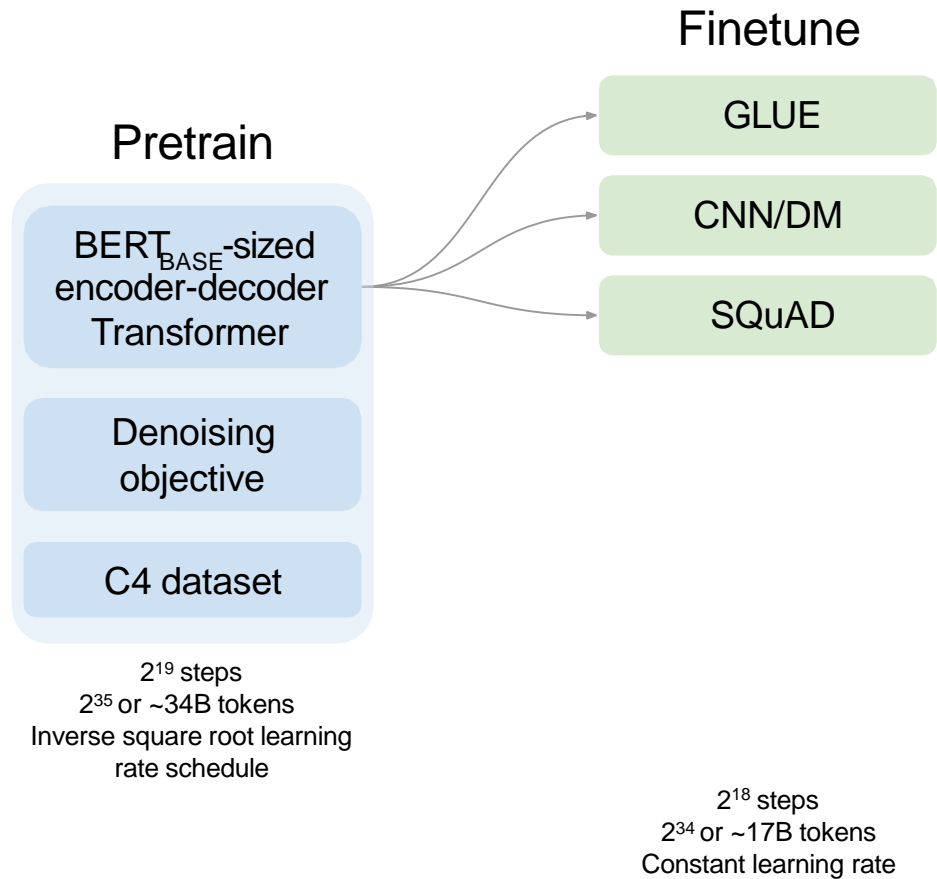 Finetune
GLUE
CNN/DM
SQuAD
Pretrain
BERT_BASE-sized
encoder-decoder
Transformer
Denoising
objective
C4 dataset
2¹⁹ steps
2³⁵ or ~34B tokens
Inverse square root learning
rate schedule
2¹⁸ steps
2³⁴ or ~17B tokens
Constant learning rate